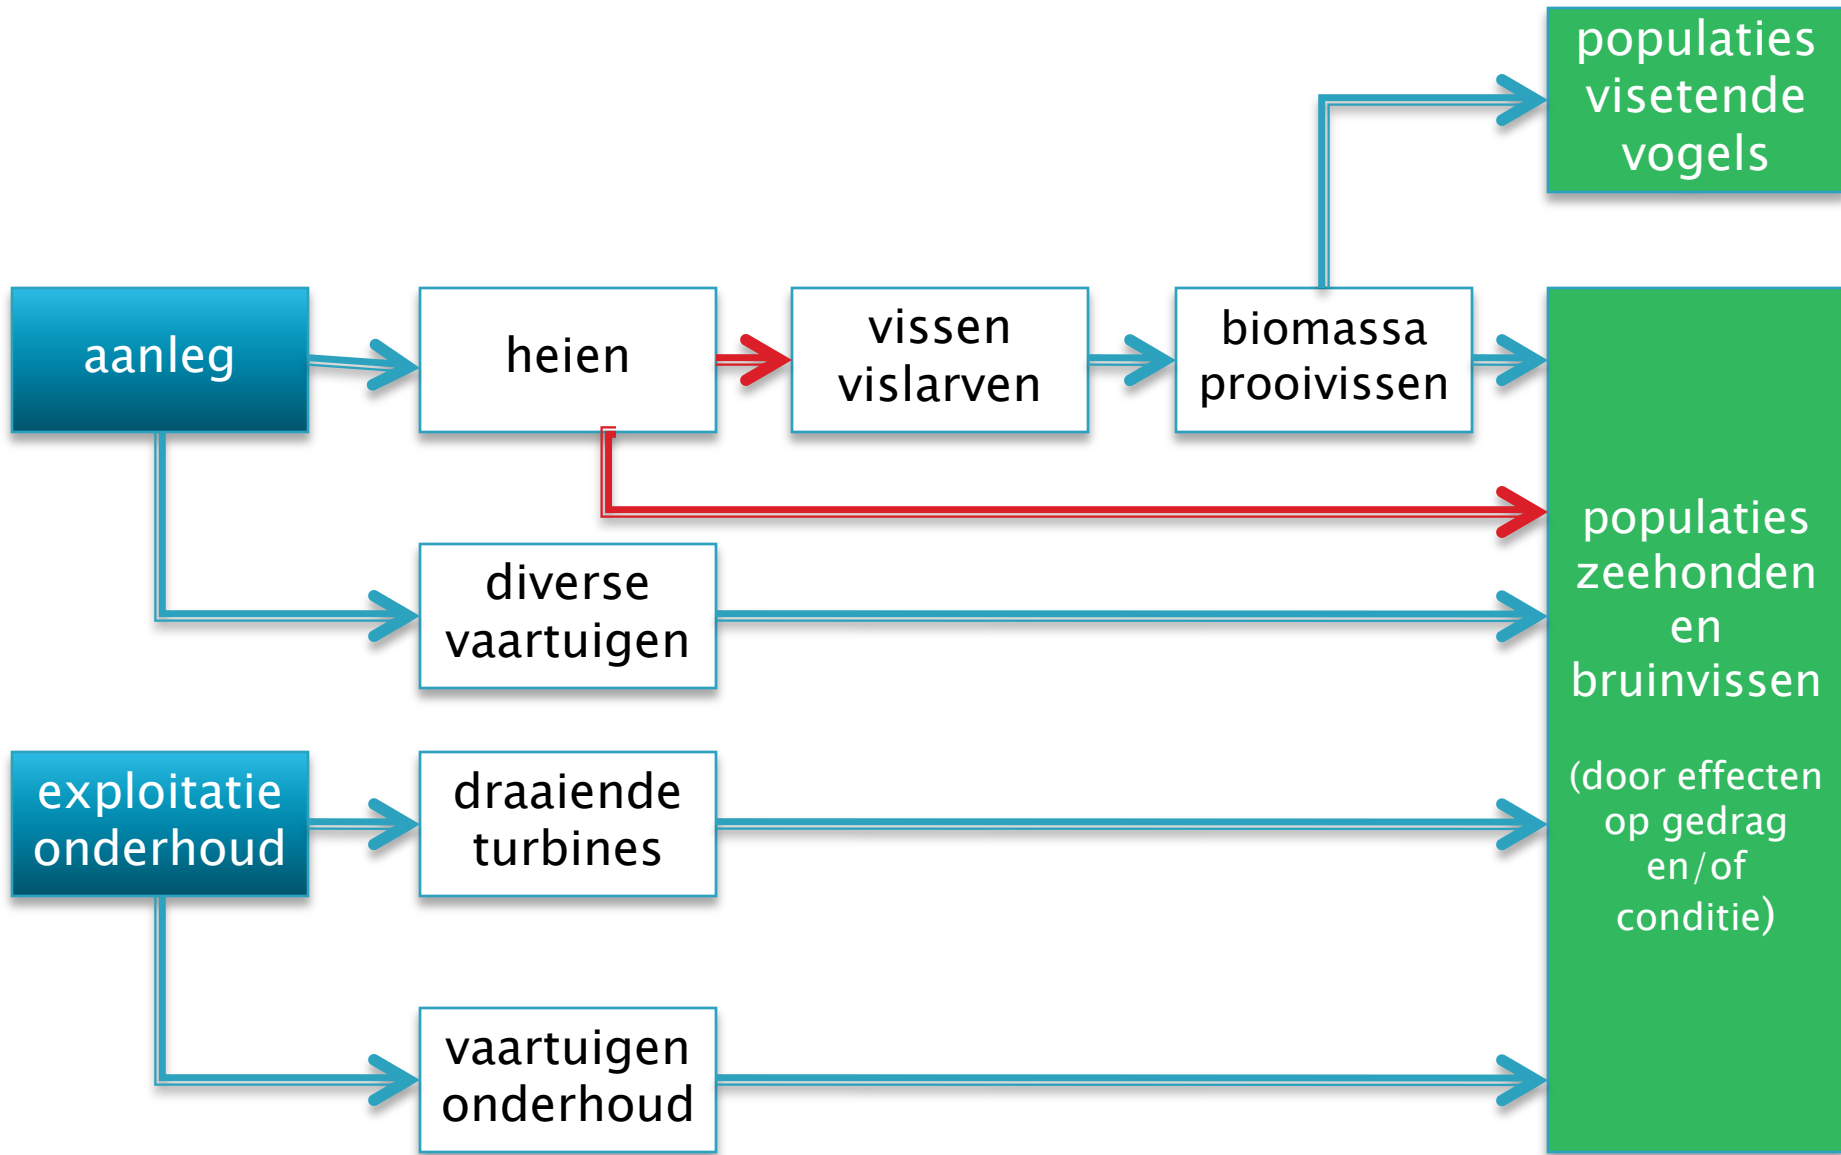 populaties
visetende
vogels
aanleg
heien
vissen
vislarven
biomassa
prooivissen
diverse
vaartuigen
populaties
zeehonden
en
bruinvissen
(door effecten
op gedrag
en/of
conditie)
exploitatie
onderhoud
draaiende
turbines
vaartuigen
onderhoud